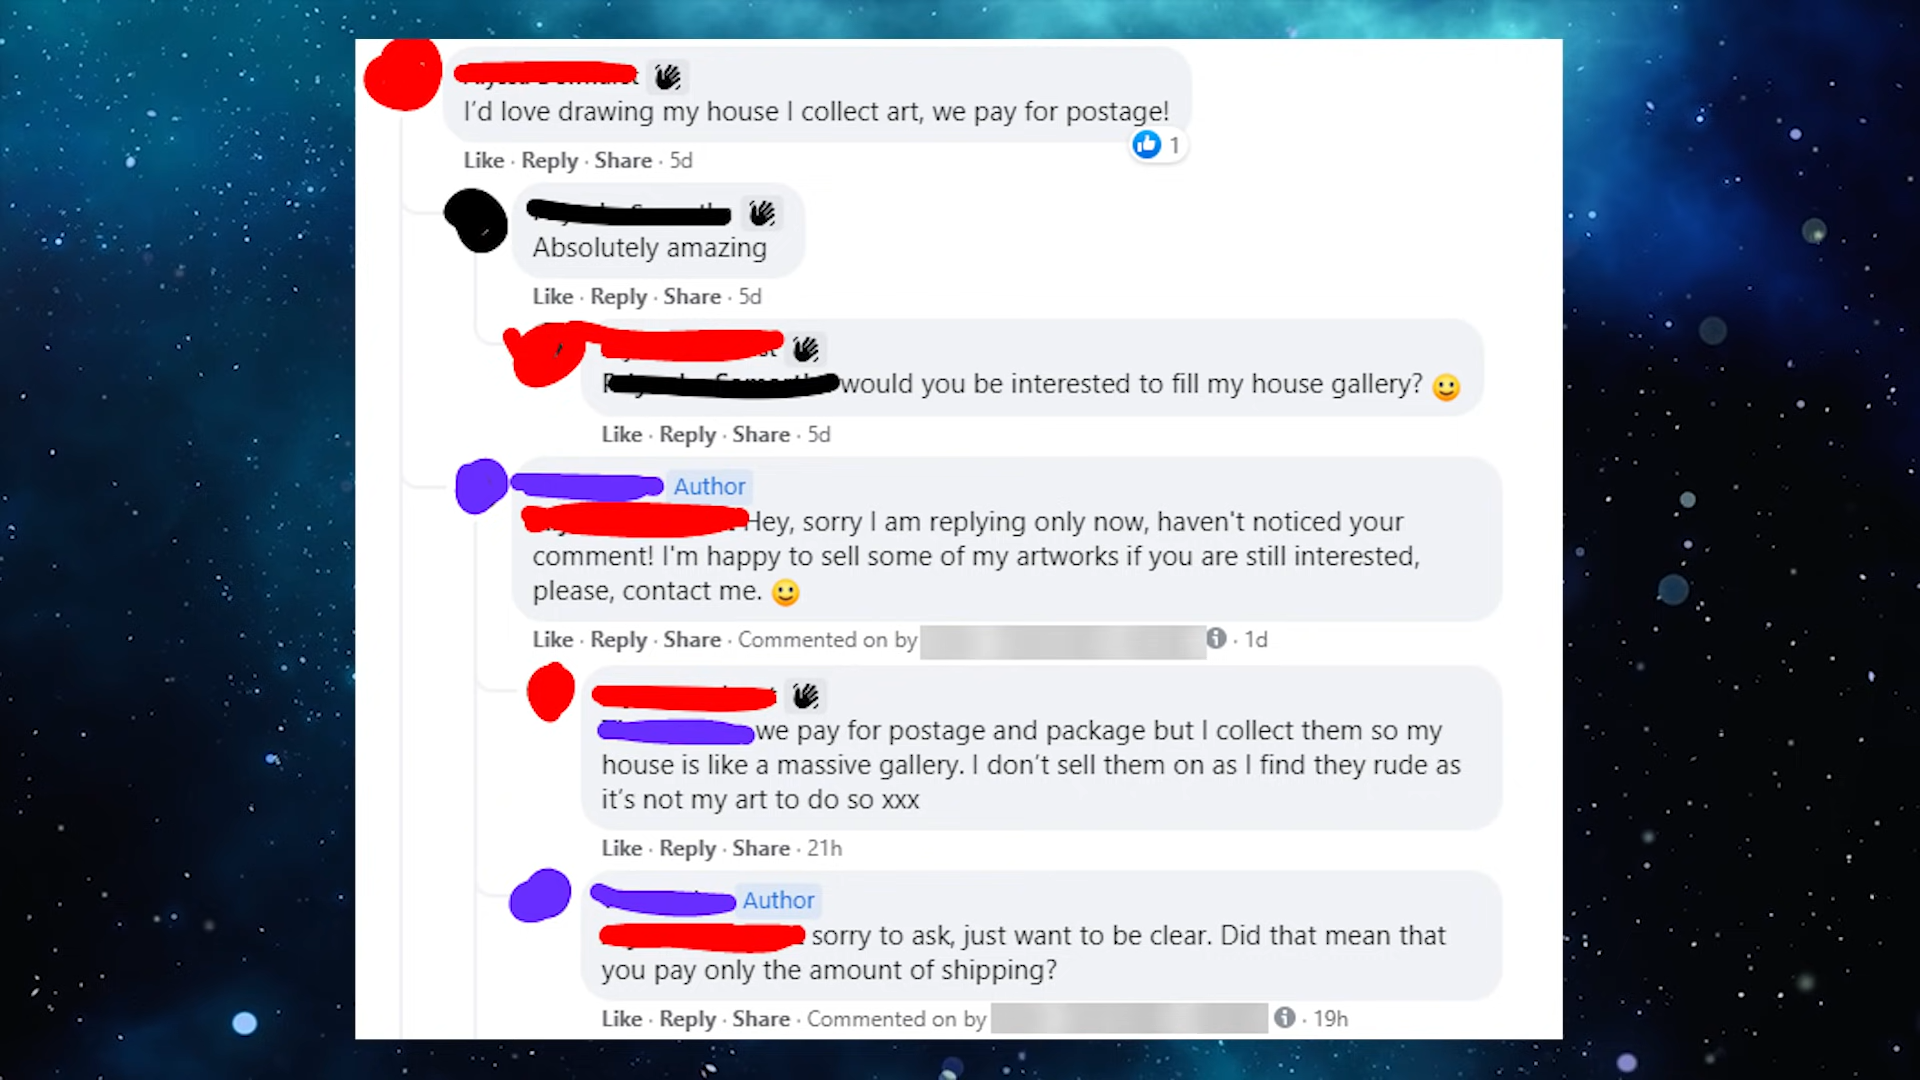 I'd love drawing my house I collect art, we pay for postage!
1
Like · Reply · Share · 5d
Absolutely amazing
Like · Reply · Share · 5d
would you be interested to fill my house gallery? 🙂
Like · Reply · Share · 5d
Author
Hey, sorry I am replying only now, haven't noticed your
comment! I'm happy to sell some of my artworks if you are still interested,
please, contact me. 🙂
Like · Reply · Share · Commented on by · 1d
we pay for postage and package but I collect them so my
house is like a massive gallery. I don't sell them on as I find they rude as
it's not my art to do so xxx
Like · Reply · Share · 21h
Author
sorry to ask, just want to be clear. Did that mean that
you pay only the amount of shipping?
Like · Reply · Share · Commented on by · 19h